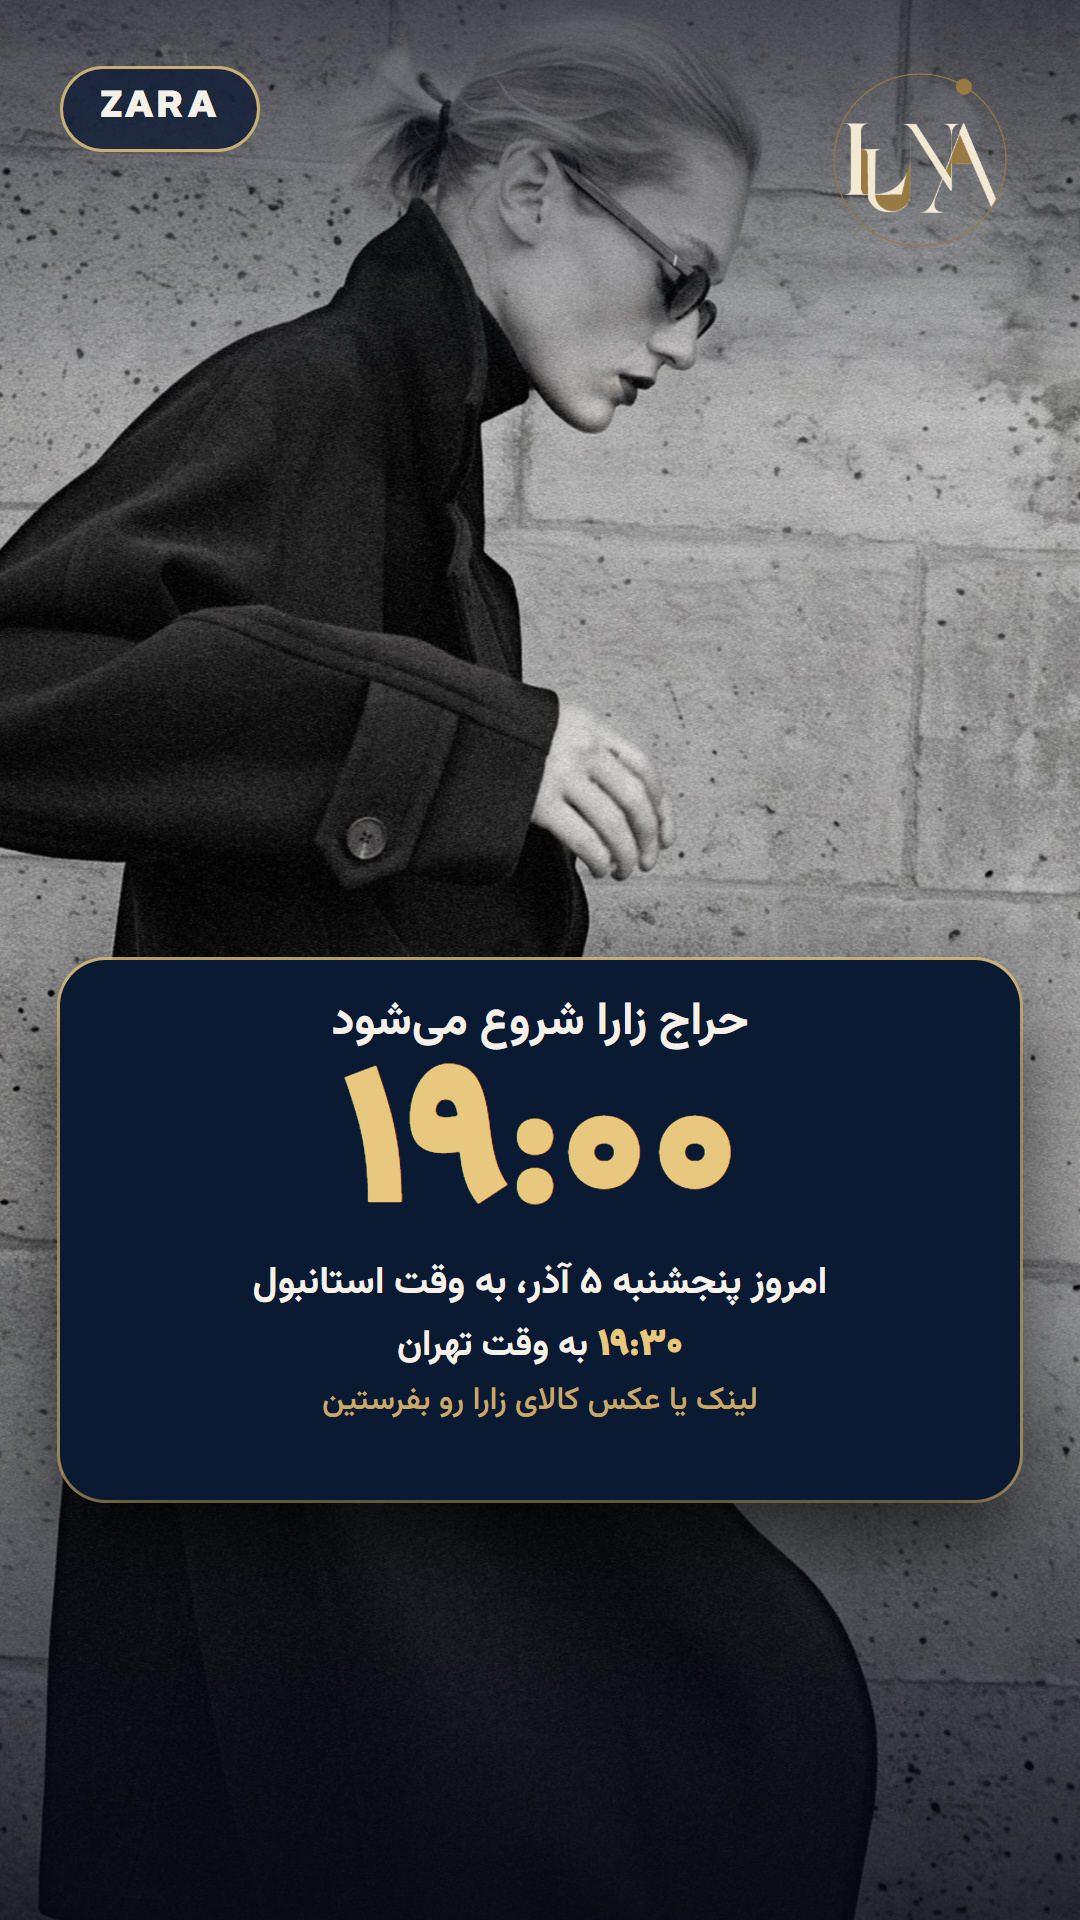 ZARA
LUNA
حراج زارا شروع می‌شود
۱۹:۰۰
امروز پنجشنبه ۵ آذر، به وقت استانبول
۱۹:۳۰ به وقت تهران
لینک یا عکس کالای زارا رو بفرستین